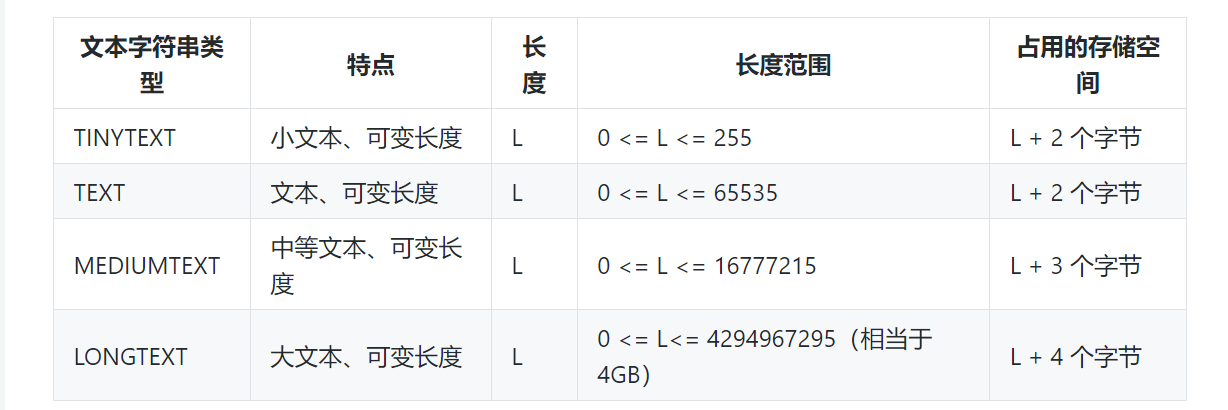 文本字符串类型 特点 长度 长度范围 占用的存储空间
TINYTEXT 小文本、可变长度 L 0 <= L <= 255 L + 2 个字节
TEXT 文本、可变长度 L 0 <= L <= 65535 L + 2 个字节
MEDIUMTEXT 中等文本、可变长度 L 0 <= L <= 16777215 L + 3 个字节
LONGTEXT 大文本、可变长度 L 0 <= L<= 4294967295（相当于4GB） L + 4 个字节